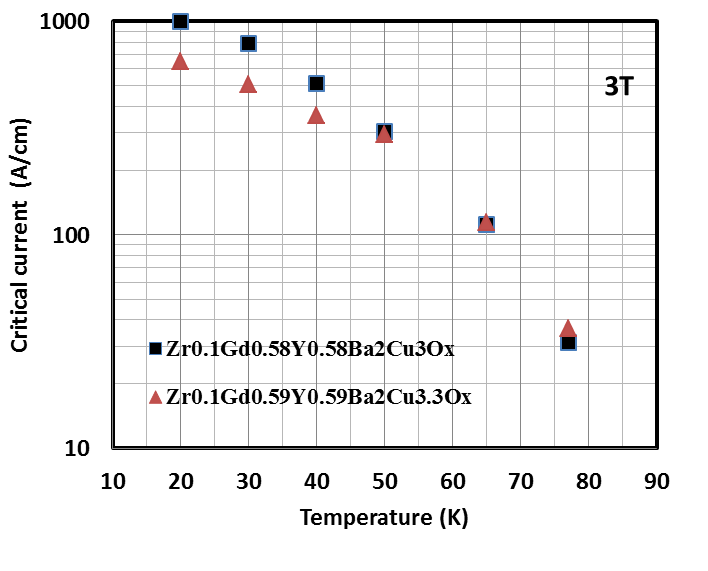 1000
100
10
Critical current (A/cm)
3T
Zr0.1Gd0.58Y0.58Ba2Cu3Ox
Zr0.1Gd0.59Y0.59Ba2Cu3.3Ox
10 20 30 40 50 60 70 80 90
Temperature (K)